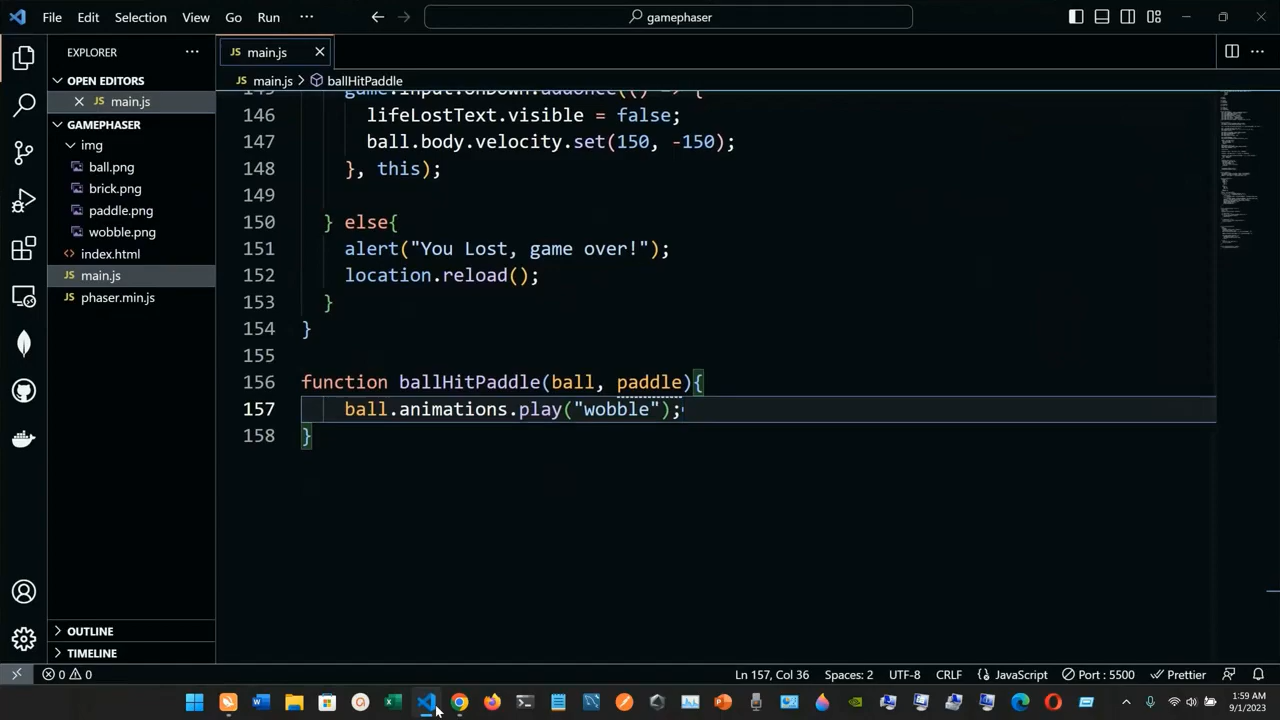 File Edit Selection View Go Run ··· gamephaser
EXPLORER ···
JS main.js
OPEN EDITORS
JS main.js > ballHitPaddle
JS main.js
GAMEPHASER
img
ball.png
brick.png
paddle.png
wobble.png
index.html
JS main.js
JS phaser.min.js
OUTLINE
TIMELINE
145 game.input.onDown.addOnce(() => {
146 lifeLostText.visible = false;
147 ball.body.velocity.set(150, -150);
148 }, this);
149
150 } else{
151 alert("You Lost, game over!");
152 location.reload();
153 }
154 }
155
156 function ballHitPaddle(ball, paddle){
157 ball.animations.play("wobble");
158 }
0 0 Ln 157, Col 36 Spaces: 2 UTF-8 CRLF {} JavaScript Port : 5500 Prettier
1:59 AM
9/1/2023